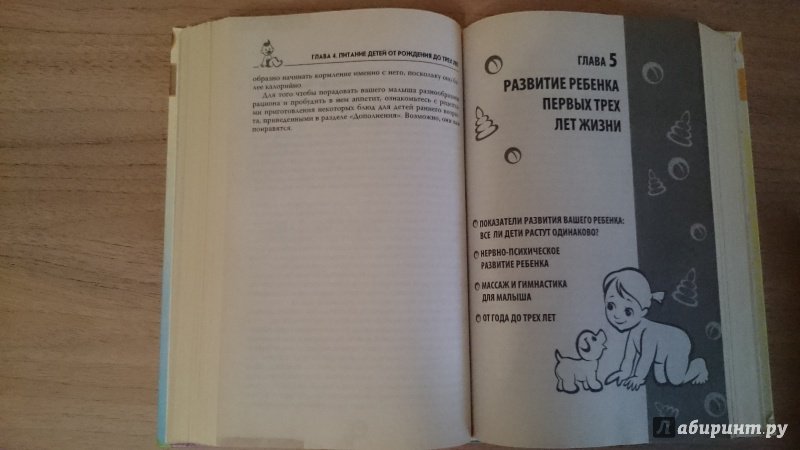 ГЛАВА 4. ПИТАНИЕ ДЕТЕЙ ОТ РОЖДЕНИЯ ДО ТРЕХ ЛЕТ
образно начинать кормление именно с него, поскольку оно бо-
лее калорийно.
Для того чтобы порадовать вашего малыша разнообразием
рациона и пробудить в нем аппетит, ознакомьтесь с рецептами
приготовления некоторых блюд для детей раннего возрас-
та, приведенными в разделе «Дополнения». Возможно, они вам
понравятся.
ГЛАВА 5
РАЗВИТИЕ РЕБЕНКА
ПЕРВЫХ ТРЕХ
ЛЕТ ЖИЗНИ
ПОКАЗАТЕЛИ РАЗВИТИЯ ВАШЕГО РЕБЕНКА:
ВСЕ ЛИ ДЕТИ РАСТУТ ОДИНАКОВО?
НЕРВНО-ПСИХИЧЕСКОЕ
РАЗВИТИЕ РЕБЕНКА
МАССАЖ И ГИМНАСТИКА
ДЛЯ МАЛЫША
ОТ ГОДА ДО ТРЕХ ЛЕТ
Лабиринт.ру